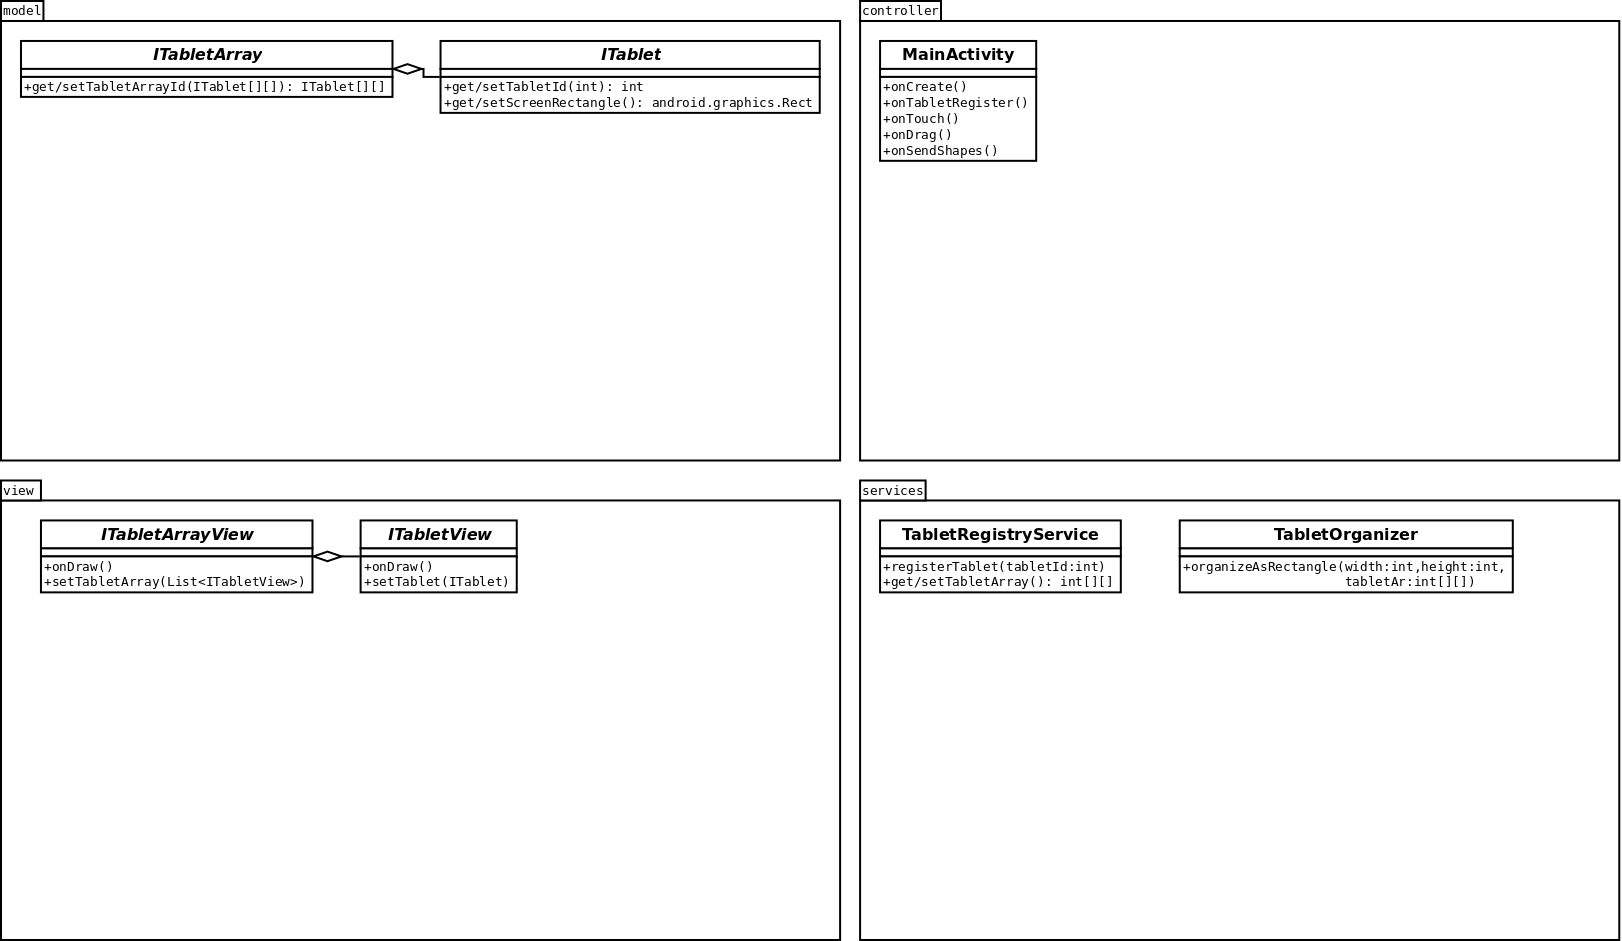 model
ITabletArray
+get/setTabletArrayId(ITablet[][]): ITablet[][]
ITablet
+get/setTabletId(int): int
+get/setScreenRectangle(): android.graphics.Rect
controller
MainActivity
+onCreate()
+onTabletRegister()
+onTouch()
+onDrag()
+onSendShapes()
view
ITabletArrayView
+onDraw()
+setTabletArray(List<ITabletView>)
ITabletView
+onDraw()
+setTablet(ITablet)
services
TabletRegistryService
+registerTablet(tabletId:int)
+get/setTabletArray(): int[][]
TabletOrganizer
+organizeAsRectangle(width:int,height:int,
tabletAr:int[][])